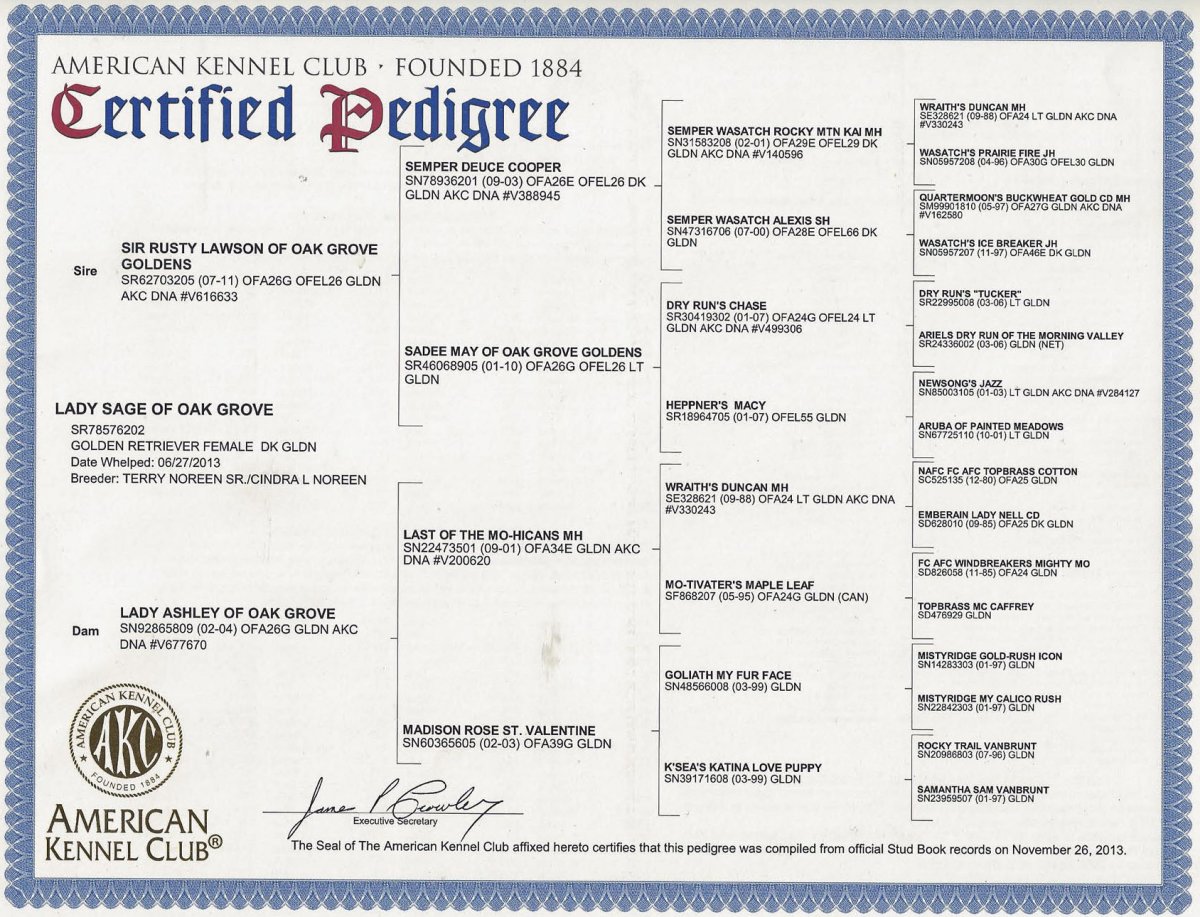 AMERICAN KENNEL CLUB · FOUNDED 1884
Certified Pedigree
Sire
SIR RUSTY LAWSON OF OAK GROVE
GOLDENS
SR62703205 (07-11) OFA26G OFEL26 GLDN
AKC DNA #V616633
LADY SAGE OF OAK GROVE
SR78576202
GOLDEN RETRIEVER FEMALE DK GLDN
Date Whelped: 06/27/2013
Breeder: TERRY NOREEN SR./CINDRA L NOREEN
Dam
LADY ASHLEY OF OAK GROVE
SN92865809 (02-04) OFA26G GLDN AKC
DNA #V677670
SEMPER DEUCE COOPER
SN78936201 (09-03) OFA26E OFEL26 DK
GLDN AKC DNA #V388945
SADEE MAY OF OAK GROVE GOLDENS
SR46068905 (01-10) OFA26G OFEL26 LT
GLDN
LAST OF THE MO-HICANS MH
SN22473501 (09-01) OFA34E GLDN AKC
DNA #V200620
MADISON ROSE ST. VALENTINE
SN60365605 (02-03) OFA39G GLDN
SEMPER WASATCH ROCKY MTN KAI MH
SN31583208 (02-01) OFA29E OFEL29 DK
GLDN AKC DNA #V140596
SEMPER WASATCH ALEXIS SH
SN47316706 (07-00) OFA28E OFEL66 DK
GLDN
DRY RUN'S CHASE
SR30419302 (01-07) OFA24G OFEL24 LT
GLDN AKC DNA #V499306
HEPPNER'S MACY
SR18964705 (01-07) OFEL55 GLDN
WRAITH'S DUNCAN MH
SE328621 (09-88) OFA24 LT GLDN AKC DNA
#V330243
MO-TIVATER'S MAPLE LEAF
SF868207 (05-95) OFA24G GLDN (CAN)
GOLIATH MY FUR FACE
SN48566008 (03-99) GLDN
K'SEA'S KATINA LOVE PUPPY
SN39171608 (03-99) GLDN
WRAITH'S DUNCAN MH
SE328621 (09-88) OFA24 LT GLDN AKC DNA
#V330243
WASATCH'S PRAIRIE FIRE JH
SN05957208 (04-96) OFA30G OFEL30 GLDN
QUARTERMOON'S BUCKWHEAT GOLD CD MH
SM99901810 (05-97) OFA27G GLDN AKC DNA
#V162580
WASATCH'S ICE BREAKER JH
SN05957207 (11-97) OFA46E DK GLDN
DRY RUN'S "TUCKER"
SR22995008 (03-06) LT GLDN
ARIELS DRY RUN OF THE MORNING VALLEY
SR24336002 (03-06) GLDN (NET)
NEWSONG'S JAZZ
SN85003105 (01-03) LT GLDN AKC DNA #V284127
ARUBA OF PAINTED MEADOWS
SN67725110 (10-01) LT GLDN
NAFC FC AFC TOPBRASS COTTON
SC525135 (12-80) OFA25 GLDN
EMBERAIN LADY NELL CD
SD628010 (09-85) OFA25 DK GLDN
FC AFC WINDBREAKERS MIGHTY MO
SD826058 (11-85) OFA24 GLDN
TOPBRASS MC CAFFREY
SD476929 GLDN
MISTYRIDGE GOLD-RUSH ICON
SN14283303 (01-97) GLDN
MISTYRIDGE MY CALICO RUSH
SN22842303 (01-97) GLDN
ROCKY TRAIL VANBRUNT
SN20986803 (07-96) GLDN
SAMANTHA SAM VANBRUNT
SN23959507 (01-97) GLDN
AMERICAN KENNEL CLUB
AKC
FOUNDED 1884
AMERICAN
KENNEL CLUB®
James P Crowley
Executive Secretary
The Seal of The American Kennel Club affixed hereto certifies that this pedigree was compiled from official Stud Book records on November 26, 2013.